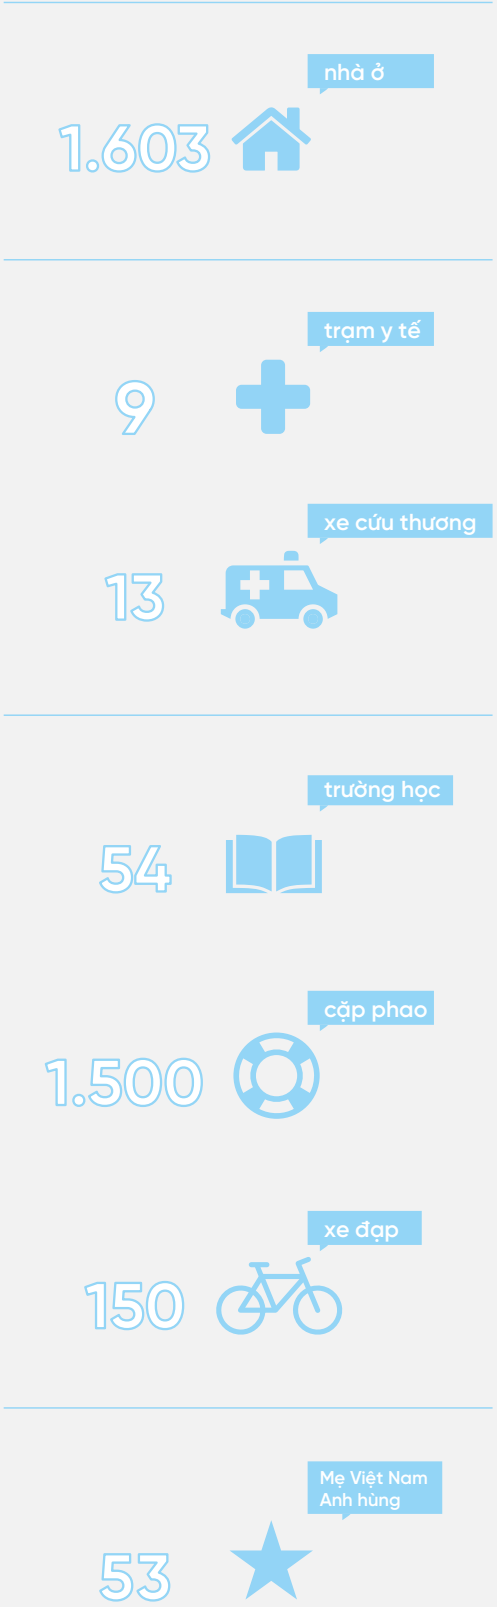 nhà ở
1.603
trạm y tế
9
xe cứu thương
13
trường học
54
cặp phao
1.500
xe đạp
150
Mẹ Việt Nam
Anh hùng
53